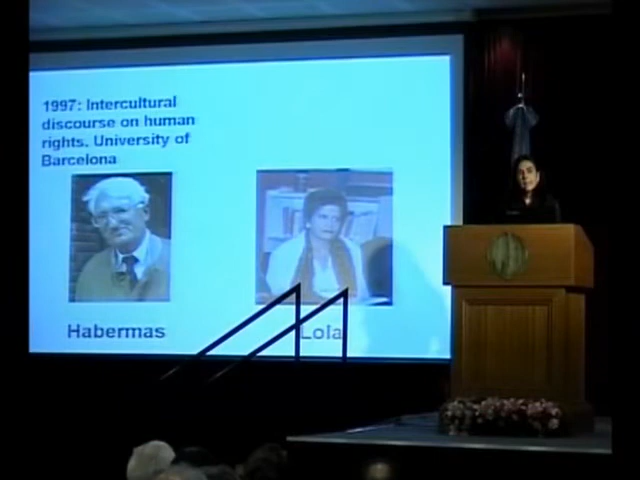 1997: Intercultural
discourse on human
rights. University of
Barcelona
Habermas
Lola